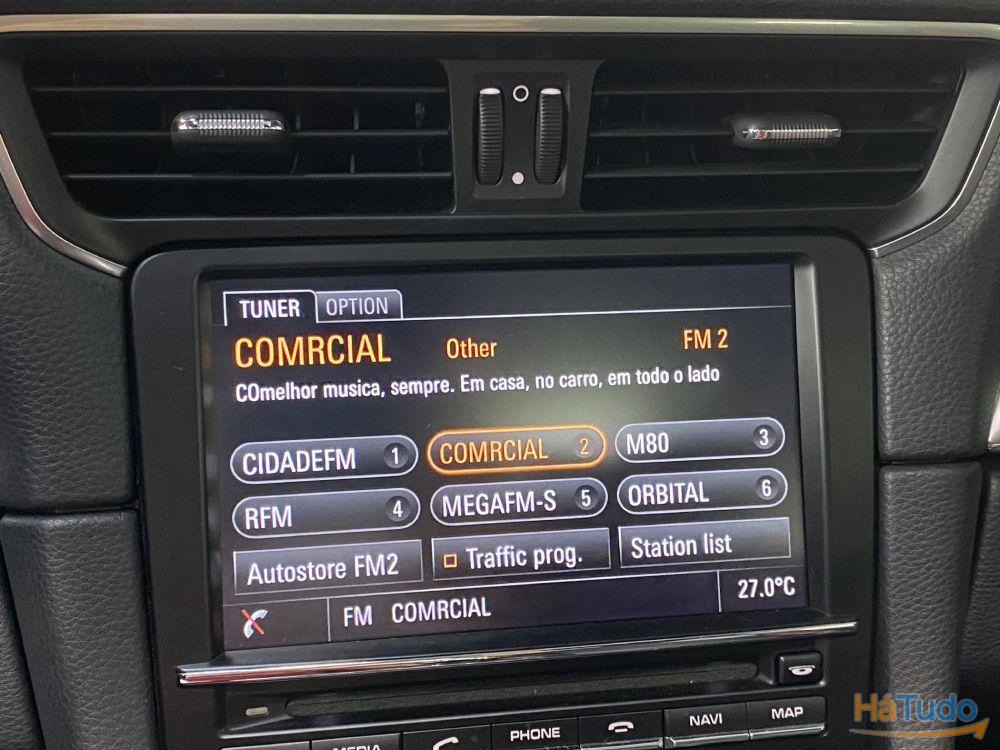 TUNER OPTION
COMRCIAL Other FM 2
COmelhor musica, sempre. Em casa, no carro, em todo o lado
CIDADEFM 1 COMRCIAL 2 M80 3
RFM 4 MEGAFM-S 5 ORBITAL 6
Autostore FM2 Traffic prog. Station list
FM COMRCIAL 27.0°C
MEDIA PHONE NAVI MAP
HáTudo